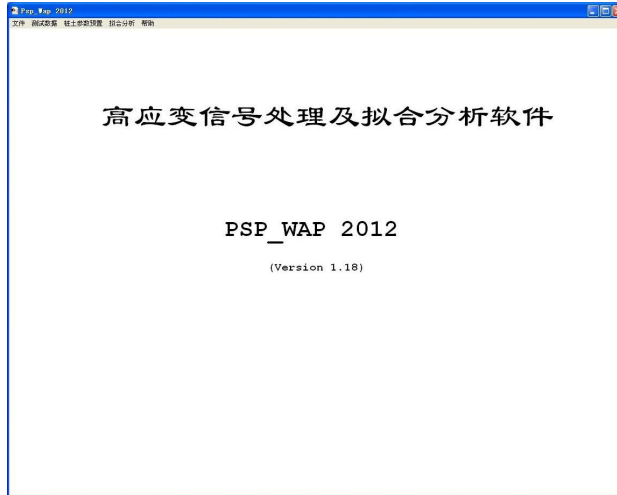 Psp_Wap 2012
文件 测试数据 桩土参数预置 拟合分析 帮助
高应变信号处理及拟合分析软件
PSP_WAP 2012
(Version 1.18)